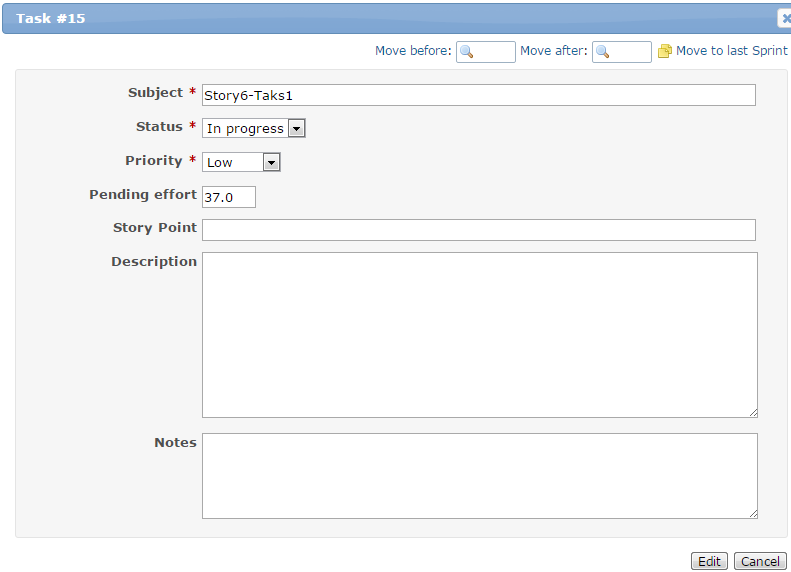 Task #15
Move before: Move after: Move to last Sprint
Subject * Story6-Taks1
Status * In progress
Priority * Low
Pending effort 37.0
Story Point
Description
Notes
Edit Cancel